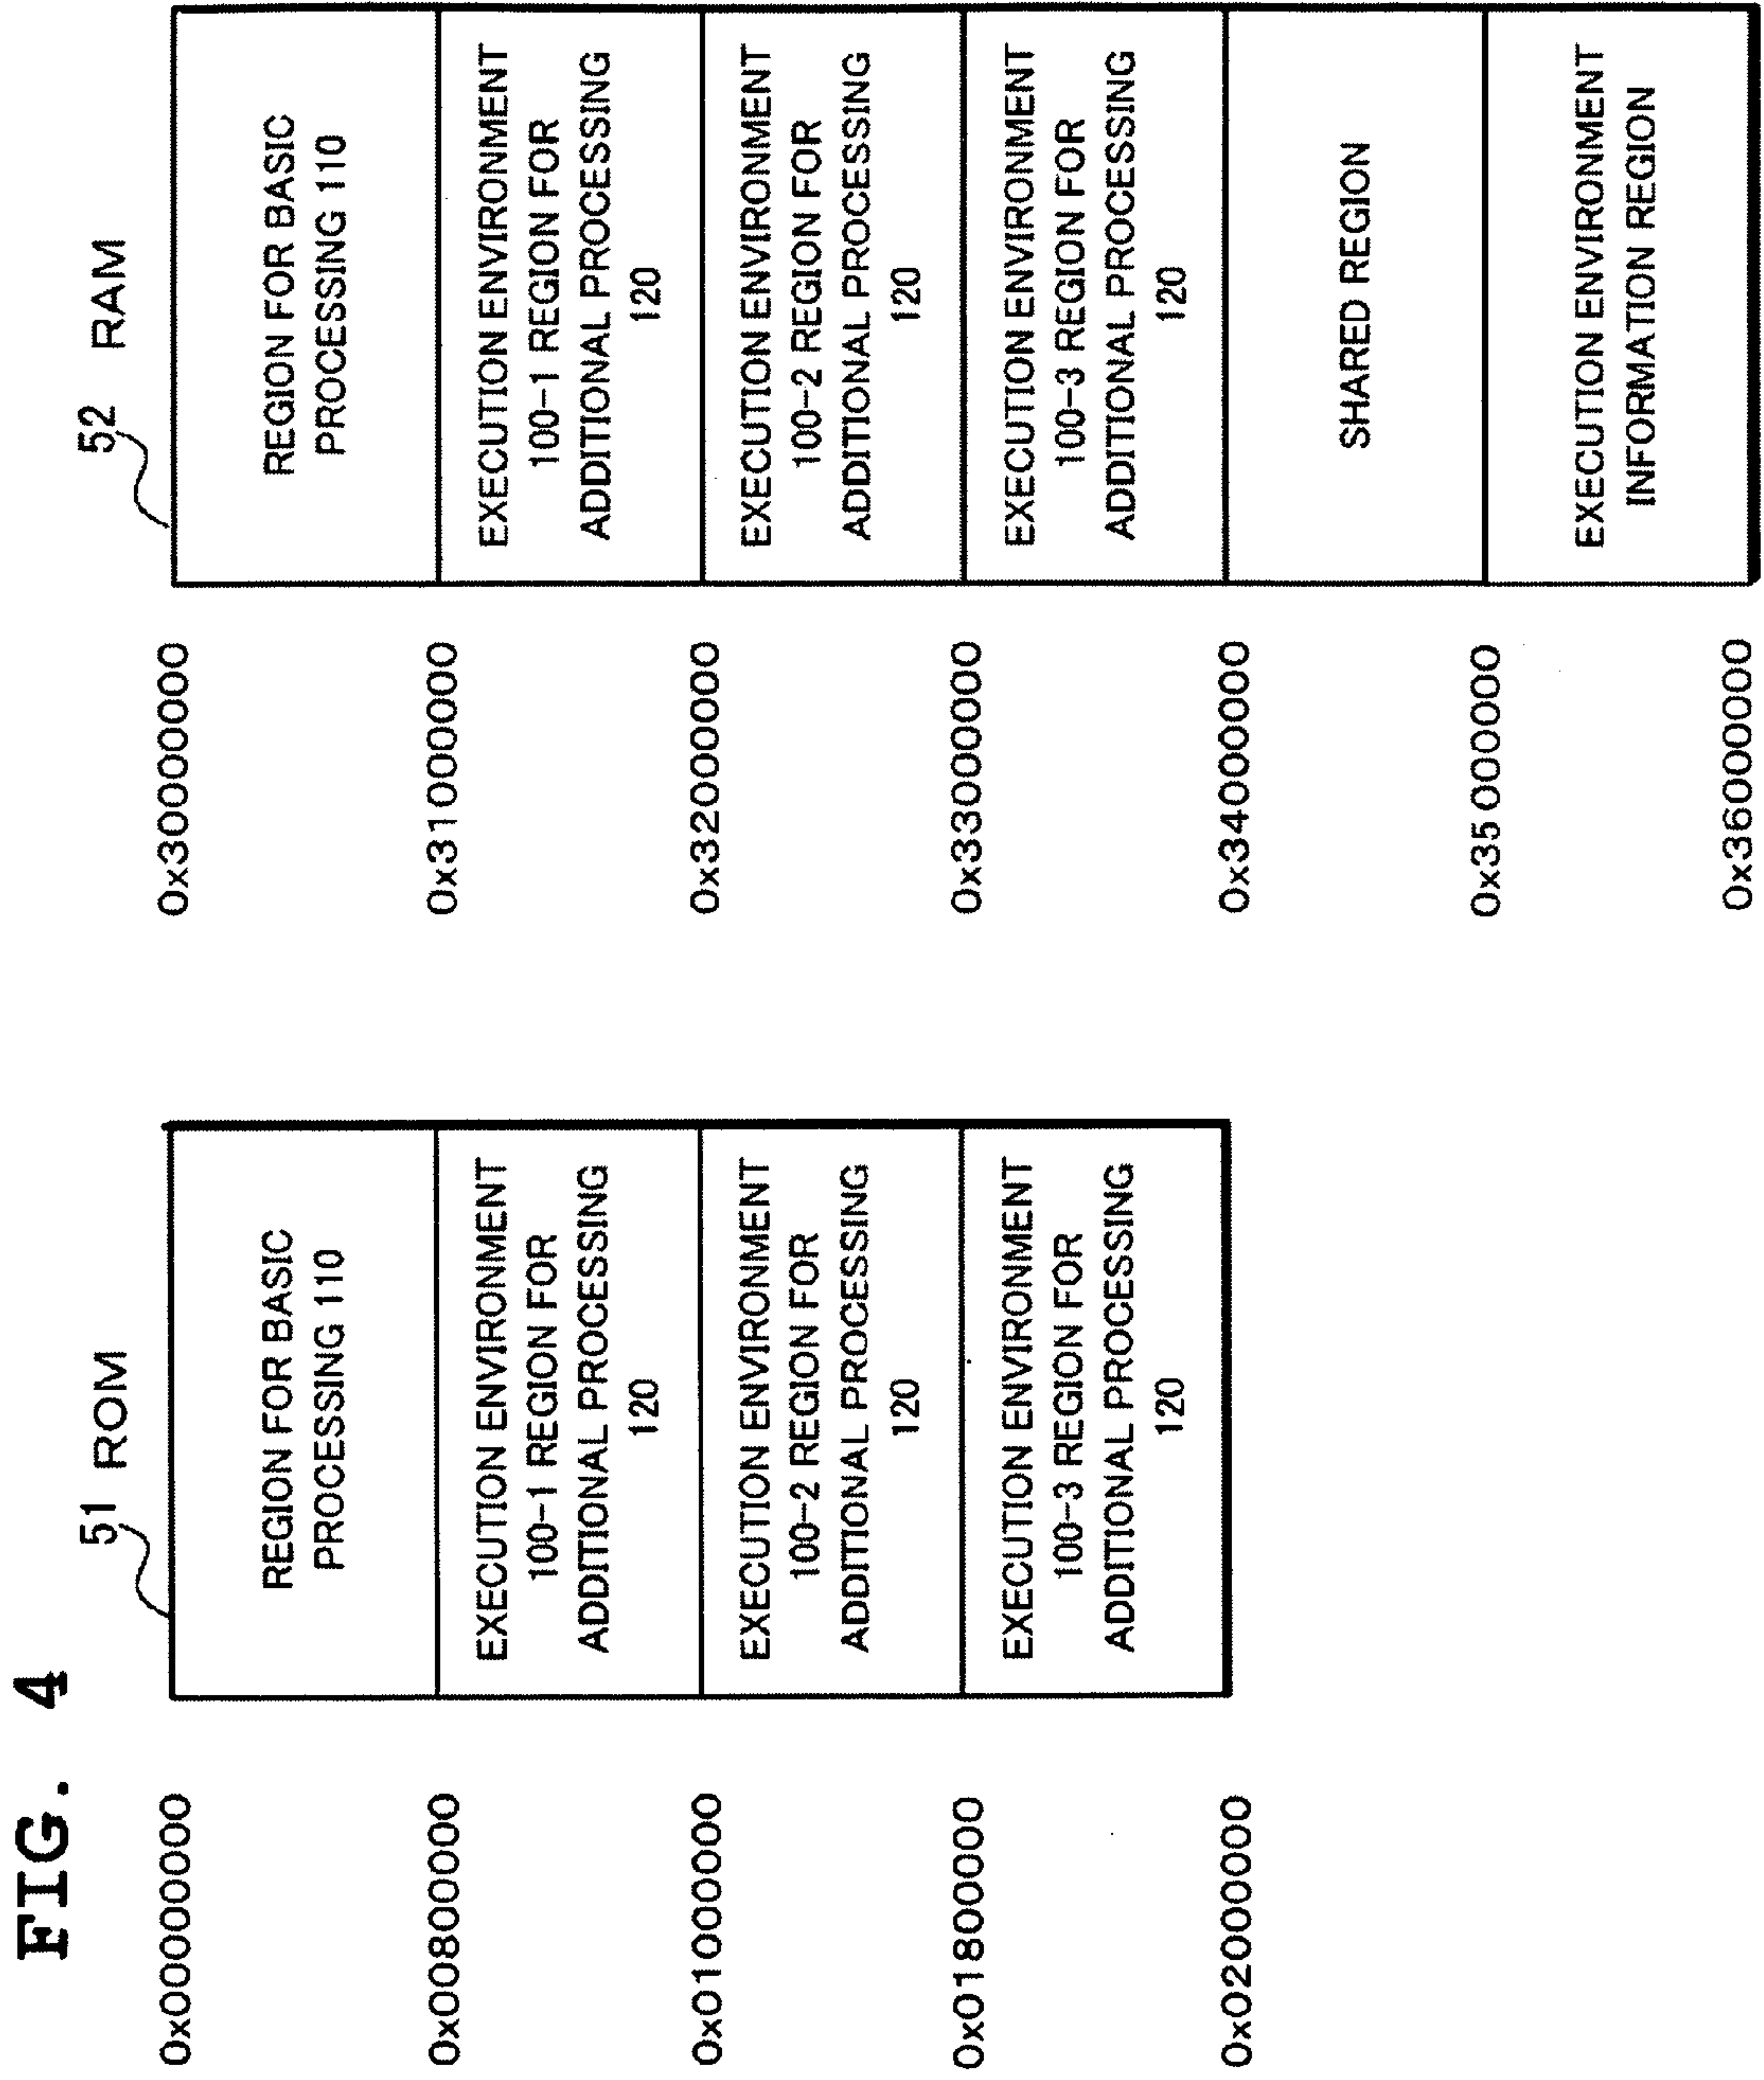 FIG. 4
51 ROM
0x00000000
REGION FOR BASIC
PROCESSING 110
0x00800000
EXECUTION ENVIRONMENT
100-1 REGION FOR
ADDITIONAL PROCESSING
120
0x01000000
EXECUTION ENVIRONMENT
100-2 REGION FOR
ADDITIONAL PROCESSING
120
0x01800000
EXECUTION ENVIRONMENT
100-3 REGION FOR
ADDITIONAL PROCESSING
120
0x02000000
52 RAM
0x30000000
REGION FOR BASIC
PROCESSING 110
0x31000000
EXECUTION ENVIRONMENT
100-1 REGION FOR
ADDITIONAL PROCESSING
120
0x32000000
EXECUTION ENVIRONMENT
100-2 REGION FOR
ADDITIONAL PROCESSING
120
0x33000000
EXECUTION ENVIRONMENT
100-3 REGION FOR
ADDITIONAL PROCESSING
120
0x34000000
SHARED REGION
0x35000000
EXECUTION ENVIRONMENT
INFORMATION REGION
0x36000000